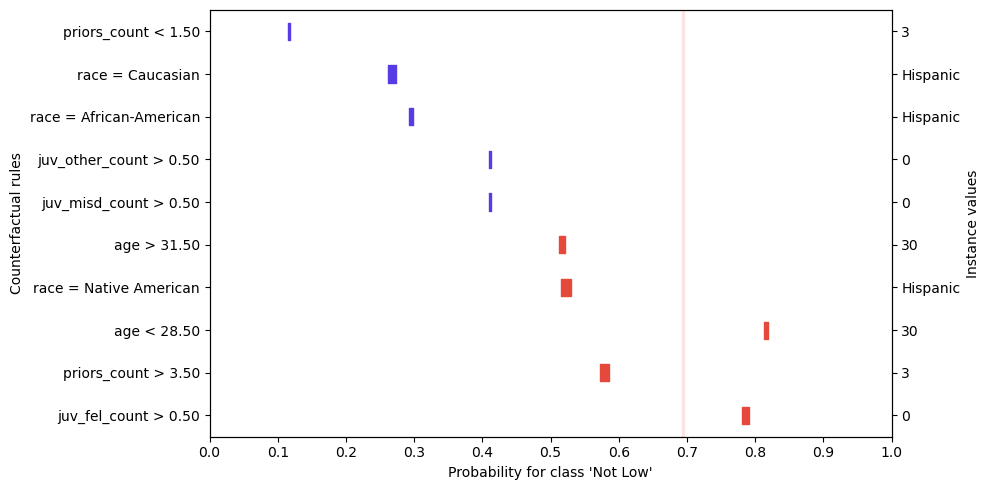 priors_count < 1.50 3
race = Caucasian Hispanic
race = African-American Hispanic
juv_other_count > 0.50 0
juv_misd_count > 0.50 0
age > 31.50 30
race = Native American Hispanic
age < 28.50 30
priors_count > 3.50 3
juv_fel_count > 0.50 0
Counterfactual rules
Instance values
0.0 0.1 0.2 0.3 0.4 0.5 0.6 0.7 0.8 0.9 1.0
Probability for class 'Not Low'